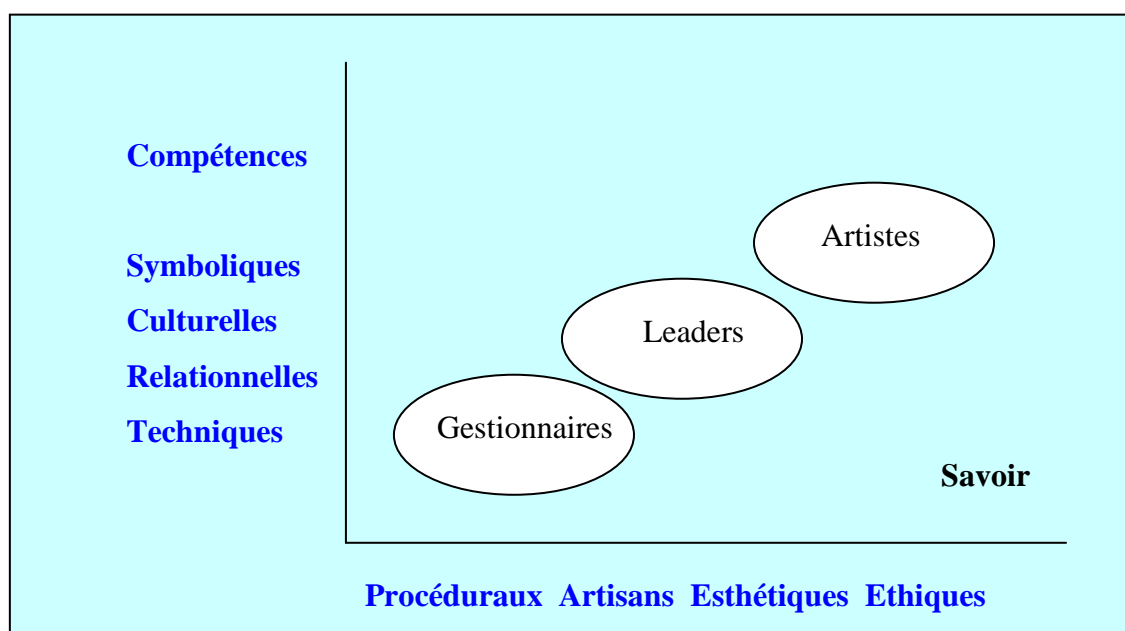 Compétences
Artistes
Symboliques
Culturelles
Leaders
Relationnelles
Techniques
Gestionnaires
Savoir
Procéduraux Artisans Esthétiques Ethiques